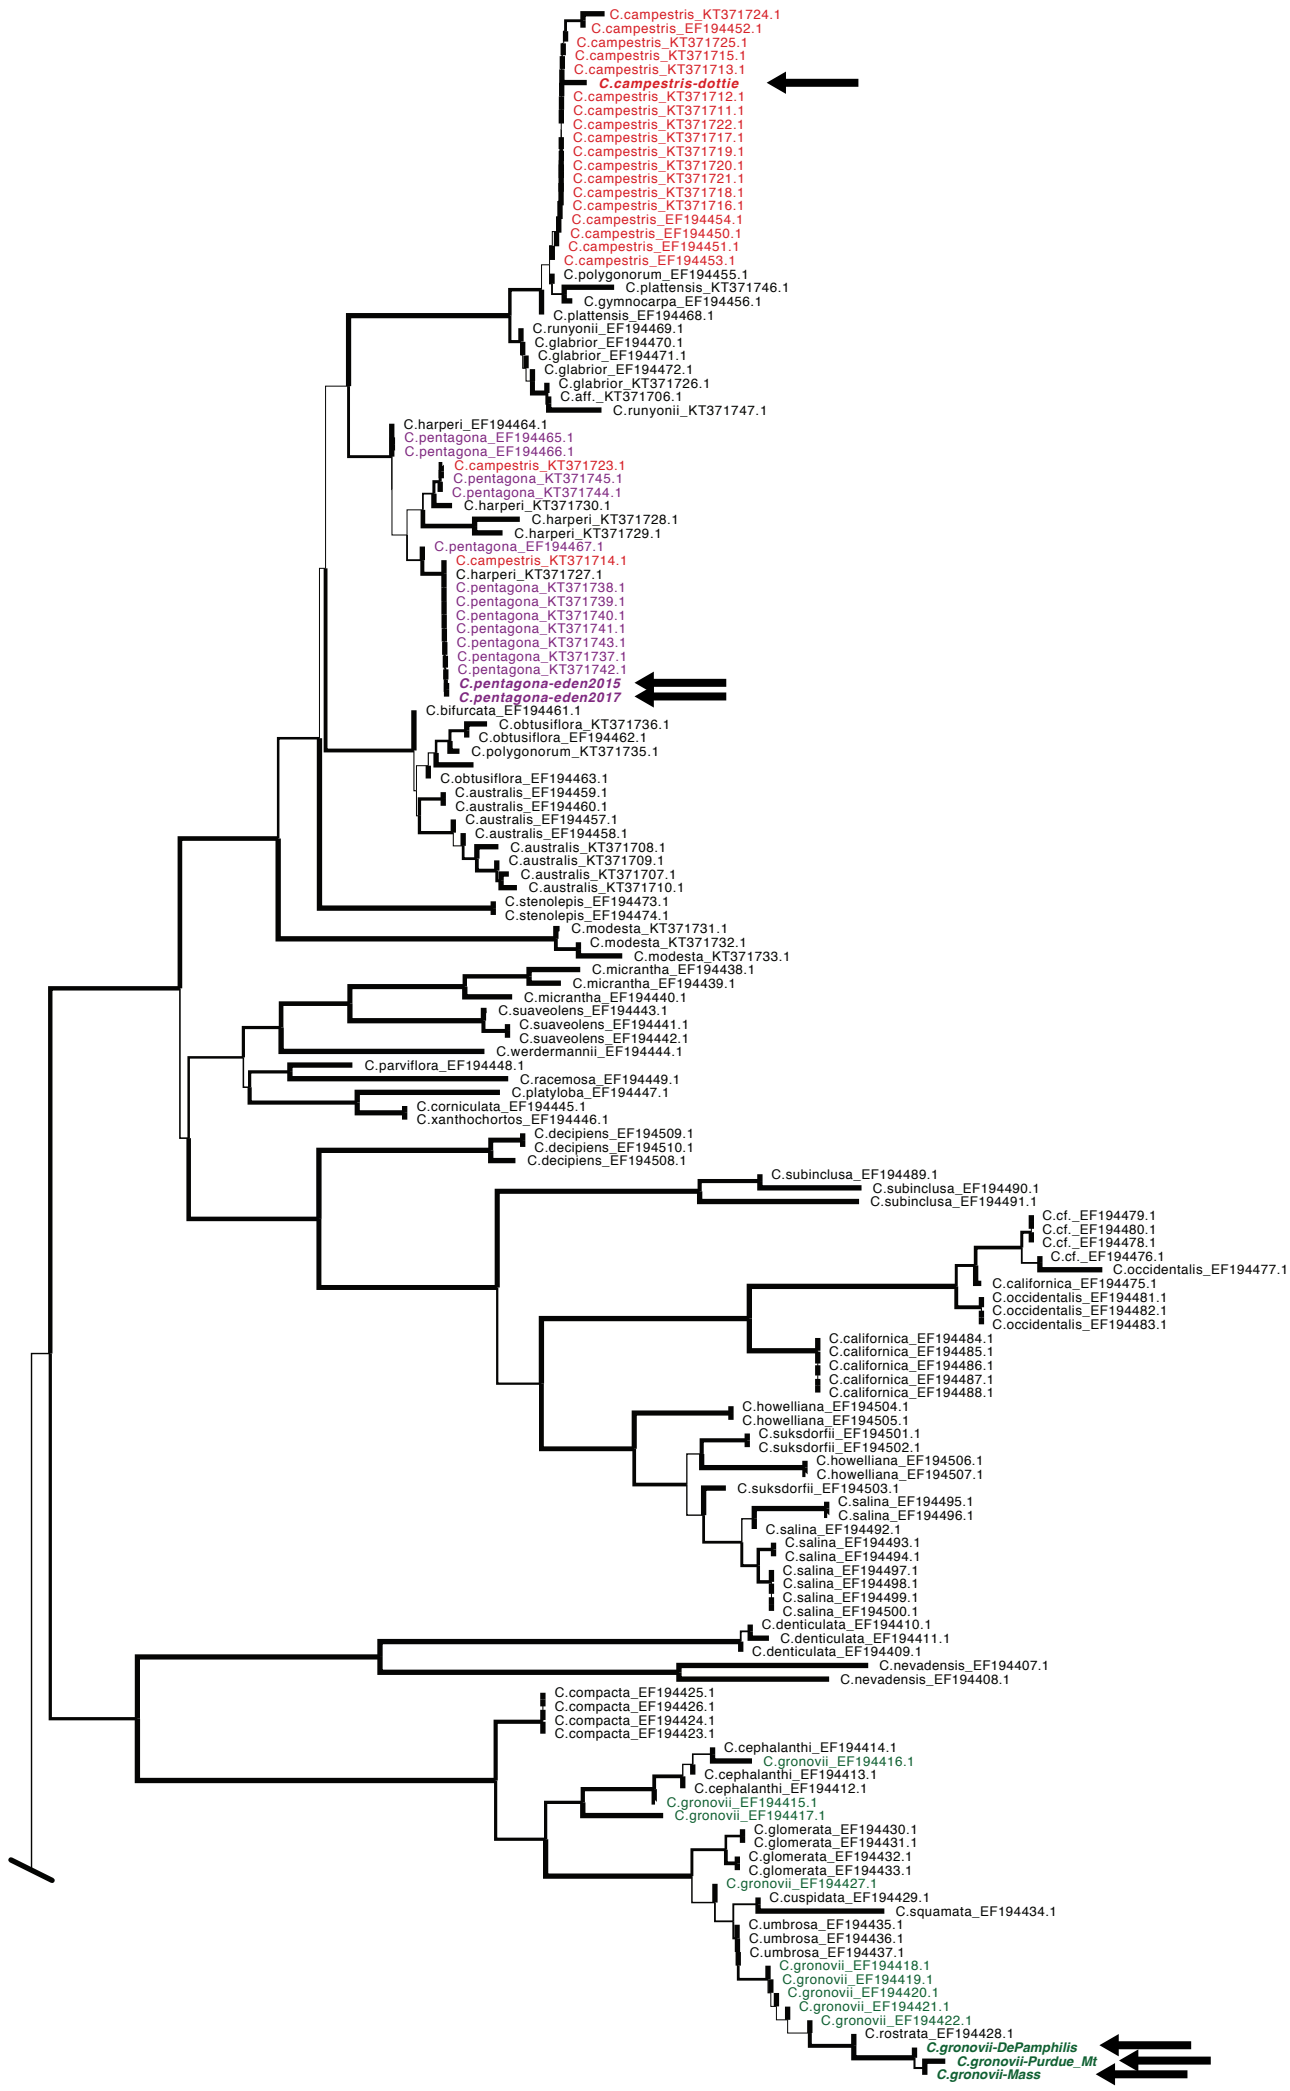 C.campestris_KT371724.1
C.campestris_EF194452.1
C.campestris_KT371725.1
C.campestris_KT371715.1
C.campestris_KT371713.1
C.campestris-dottie
C.campestris_KT371712.1
C.campestris_KT371711.1
C.campestris_KT371722.1
C.campestris_KT371717.1
C.campestris_KT371719.1
C.campestris_KT371720.1
C.campestris_KT371721.1
C.campestris_KT371718.1
C.campestris_KT371716.1
C.campestris_EF194454.1
C.campestris_EF194450.1
C.campestris_EF194451.1
C.campestris_EF194453.1
C.polygonorum_EF194455.1
C.plattensis_KT371746.1
C.gymnocarpa_EF194456.1
C.plattensis_EF194468.1
C.runyonii_EF194469.1
C.glabrior_EF194470.1
C.glabrior_EF194471.1
C.glabrior_EF194472.1
C.glabrior_KT371726.1
C.aff._KT371706.1
C.runyonii_KT371747.1
C.harperi_EF194464.1
C.pentagona_EF194465.1
C.pentagona_EF194466.1
C.campestris_KT371723.1
C.pentagona_KT371745.1
C.pentagona_KT371744.1
C.harperi_KT371730.1
C.harperi_KT371728.1
C.harperi_KT371729.1
C.pentagona_EF194467.1
C.campestris_KT371714.1
C.harperi_KT371727.1
C.pentagona_KT371738.1
C.pentagona_KT371739.1
C.pentagona_KT371740.1
C.pentagona_KT371741.1
C.pentagona_KT371743.1
C.pentagona_KT371737.1
C.pentagona_KT371742.1
C.pentagona-eden2015
C.pentagona-eden2017
C.bifurcata_EF194461.1
C.obtusiflora_KT371736.1
C.obtusiflora_EF194462.1
C.polygonorum_KT371735.1
C.obtusiflora_EF194463.1
C.australis_EF194459.1
C.australis_EF194460.1
C.australis_EF194457.1
C.australis_EF194458.1
C.australis_KT371708.1
C.australis_KT371709.1
C.australis_KT371707.1
C.australis_KT371710.1
C.stenolepis_EF194473.1
C.stenolepis_EF194474.1
C.modesta_KT371731.1
C.modesta_KT371732.1
C.modesta_KT371733.1
C.micrantha_EF194438.1
C.micrantha_EF194439.1
C.micrantha_EF194440.1
C.suaveolens_EF194443.1
C.suaveolens_EF194441.1
C.suaveolens_EF194442.1
C.werdermannii_EF194444.1
C.parviflora_EF194448.1
C.racemosa_EF194449.1
C.platyloba_EF194447.1
C.corniculata_EF194445.1
C.xanthochortos_EF194446.1
C.decipiens_EF194509.1
C.decipiens_EF194510.1
C.decipiens_EF194508.1
C.subinclusa_EF194489.1
C.subinclusa_EF194490.1
C.subinclusa_EF194491.1
C.cf._EF194479.1
C.cf._EF194480.1
C.cf._EF194478.1
C.cf._EF194476.1
C.occidentalis_EF194477.1
C.california_EF194475.1
C.occidentalis_EF194481.1
C.occidentalis_EF194482.1
C.occidentalis_EF194483.1
C.californica_EF194484.1
C.californica_EF194485.1
C.californica_EF194486.1
C.californica_EF194487.1
C.californica_EF194488.1
C.howelliana_EF194504.1
C.howelliana_EF194505.1
C.suksdorfii_EF194501.1
C.suksdorfii_EF194502.1
C.howelliana_EF194506.1
C.howelliana_EF194507.1
C.suksdorfii_EF194503.1
C.salina_EF194495.1
C.salina_EF194496.1
C.salina_EF194492.1
C.salina_EF194493.1
C.salina_EF194494.1
C.salina_EF194497.1
C.salina_EF194498.1
C.salina_EF194499.1
C.salina_EF194500.1
C.denticulata_EF194410.1
C.denticulata_EF194411.1
C.denticulata_EF194409.1
C.nevadensis_EF194407.1
C.nevadensis_EF194408.1
C.compacta_EF194425.1
C.compacta_EF194426.1
C.compacta_EF194424.1
C.compacta_EF194423.1
C.cephalanthi_EF194414.1
C.gronovii_EF194416.1
C.cephalanthi_EF194413.1
C.cephalanthi_EF194412.1
C.gronovii_EF194415.1
C.gronovii_EF194417.1
C.glomerata_EF194430.1
C.glomerata_EF194431.1
C.glomerata_EF194432.1
C.glomerata_EF194433.1
C.gronovii_EF194427.1
C.cuspidata_EF194429.1
C.squamata_EF194434.1
C.umbrosa_EF194435.1
C.umbrosa_EF194436.1
C.umbrosa_EF194437.1
C.gronovii_EF194418.1
C.gronovii_EF194419.1
C.gronovii_EF194420.1
C.gronovii_EF194421.1
C.gronovii_EF194422.1
C.rostrata_EF194428.1
C.gronovii-DePamphilis
C.gronovii-Purdue_Mt
C.gronovii-Mass